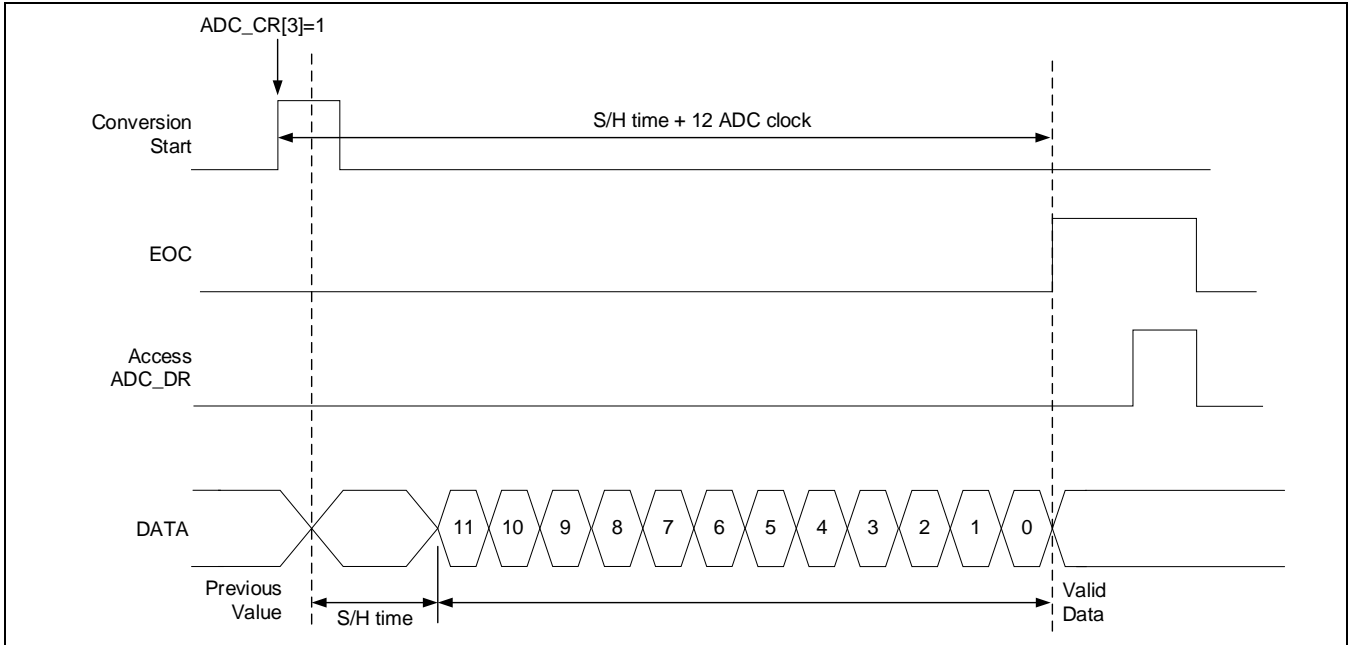 ADC_CR[3]=1
Conversion
Start
S/H time + 12 ADC clock
EOC
Access
ADC_DR
DATA
11 10 9 8 7 6 5 4 3 2 1 0
Previous
Value
S/H time
Valid
Data